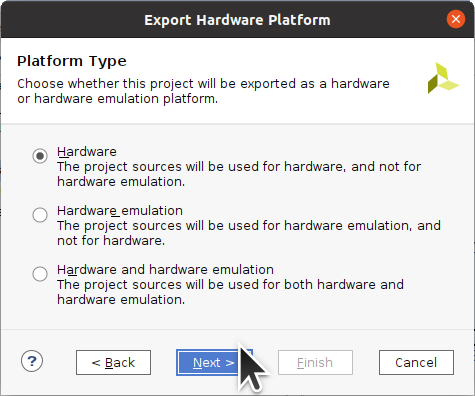 Export Hardware Platform
Platform Type
Choose whether this project will be exported as a hardware
or hardware emulation platform.
Hardware
The project sources will be used for hardware, and not for
hardware emulation.
Hardware emulation
The project sources will be used for hardware emulation, and
not for hardware.
Hardware and hardware emulation
The project sources will be used for both hardware and
hardware emulation.
?
< Back
Next >
Finish
Cancel